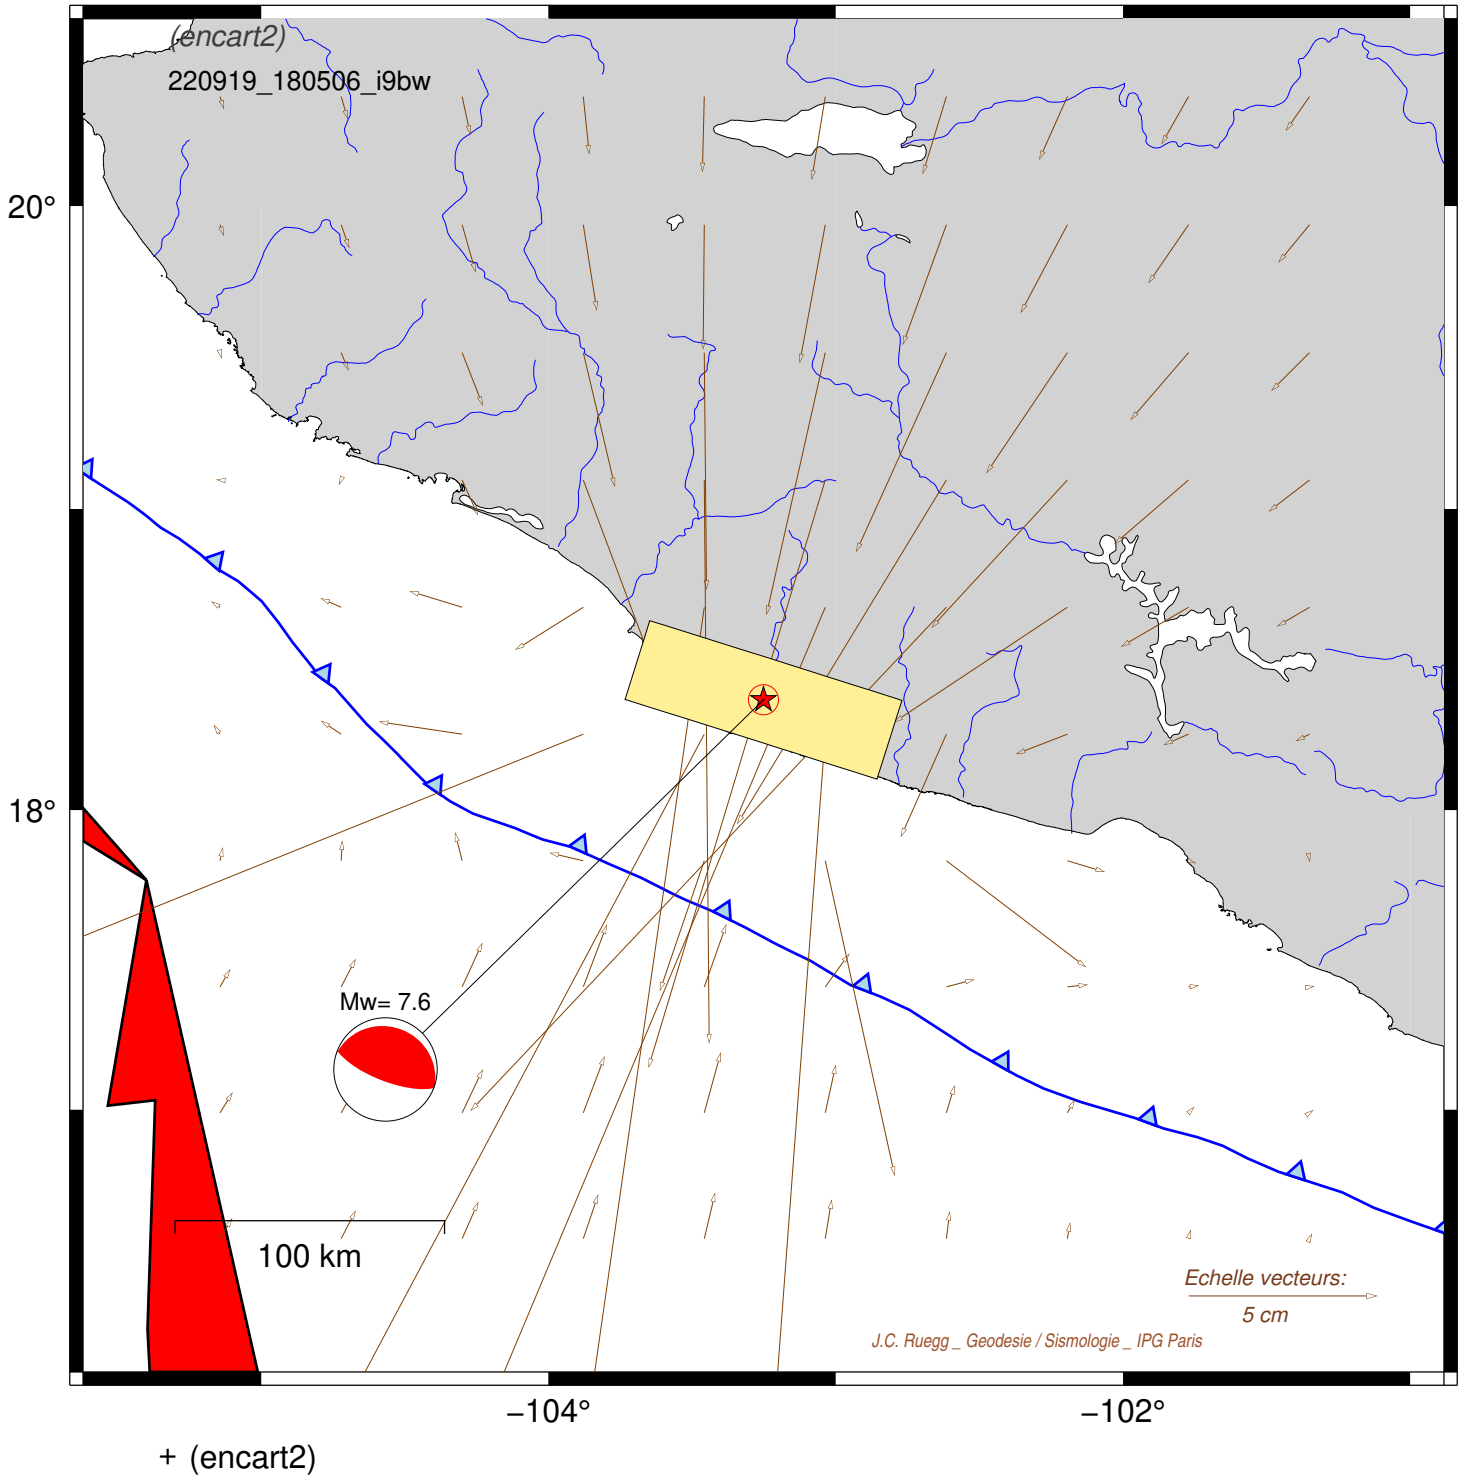 (encart2)
220919_180506_i9bw
20°
18°
Mw= 7.6
100 km
Echelle vecteurs:
5 cm
J.C. Ruegg _ Geodesie / Sismologie _ IPG Paris
−104°
−102°
+ (encart2)